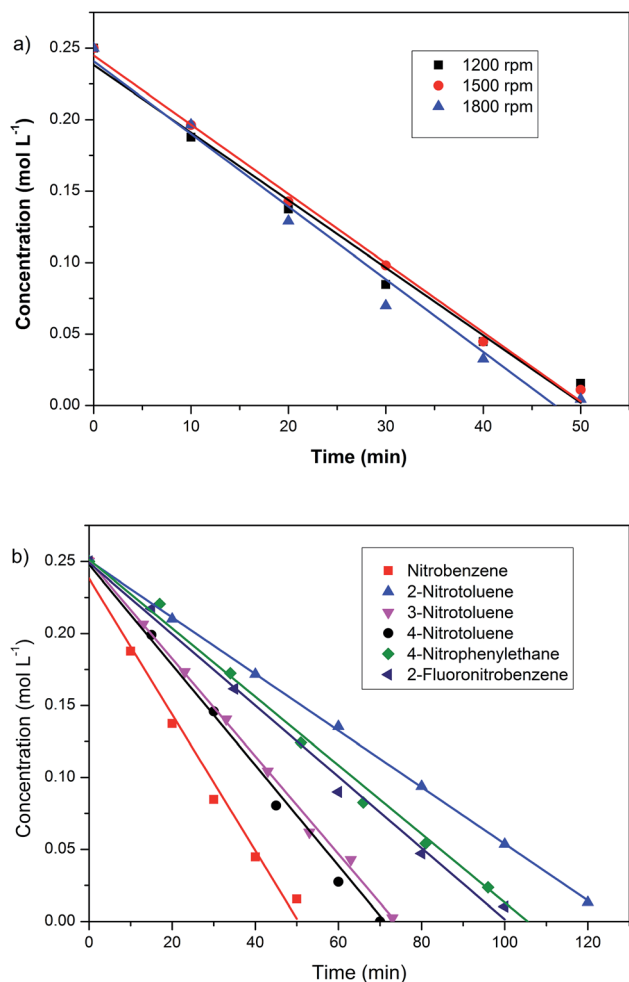 a)
0.25
0.20
0.15
0.10
0.05
0.00
Concentration (mol L⁻¹)
1200 rpm
1500 rpm
1800 rpm
0 10 20 30 40 50
Time (min)
b)
0.25
0.20
0.15
0.10
0.05
0.00
Concentration (mol L⁻¹)
Nitrobenzene
2-Nitrotoluene
3-Nitrotoluene
4-Nitrotoluene
4-Nitrophenylethane
2-Fluoronitrobenzene
0 20 40 60 80 100 120
Time (min)